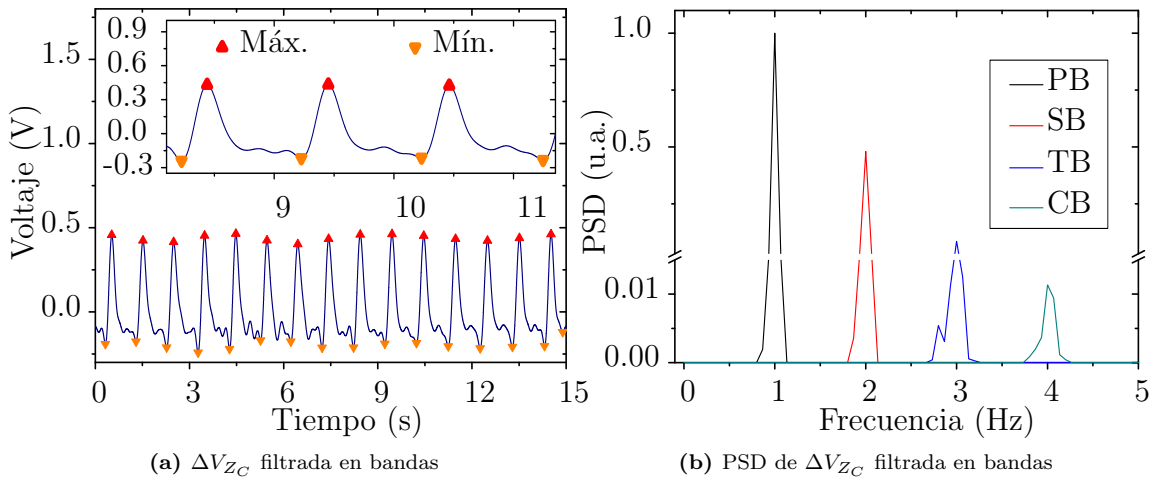 0.9
0.6
0.3
0.0
-0.3
Máx.
Mín.
9
10
11
1.5
1.0
0.5
0.0
Voltaje (V)
0
3
6
9
12
15
Tiempo (s)
(a) ΔV_{Z_C} filtrada en bandas
1.0
0.5
0.01
0.00
PSD (u.a.)
PB
SB
TB
CB
0
1
2
3
4
5
Frecuencia (Hz)
(b) PSD de ΔV_{Z_C} filtrada en bandas